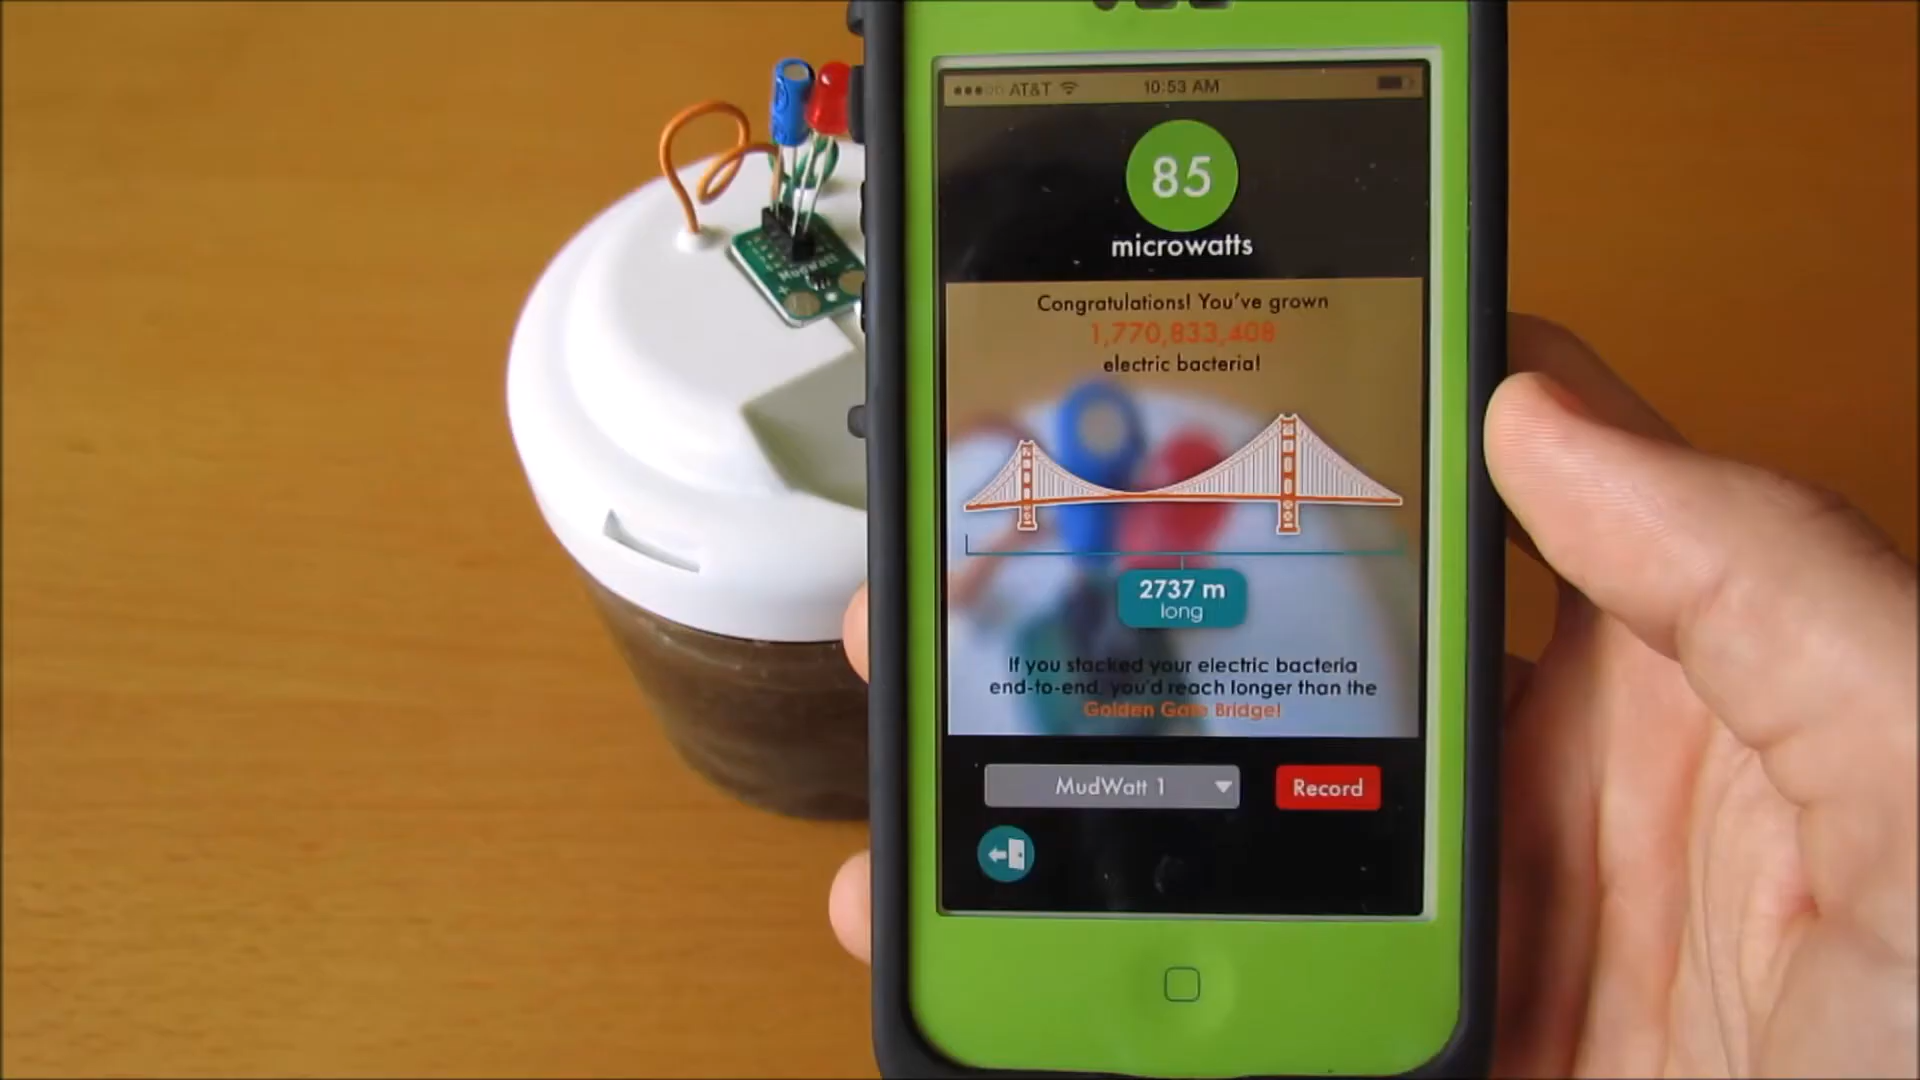 AT&T
10:53 AM
85
microwatts
MudWatt
Congratulations! You've grown
1,770,833,408
electric bacteria!
2737 m
long
If you stacked your electric bacteria
end-to-end, you'd reach longer than the
Golden Gate Bridge!
MudWatt 1
Record